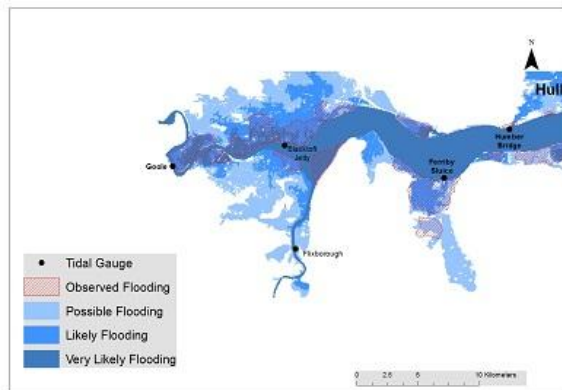 N
Hull
Humber
Bridge
Blacktoft
Jetty
Goole
Ferriby
Sluice
Flixborough
Tidal Gauge
Observed Flooding
Possible Flooding
Likely Flooding
Very Likely Flooding
0 2.5 5 10 Kilometers